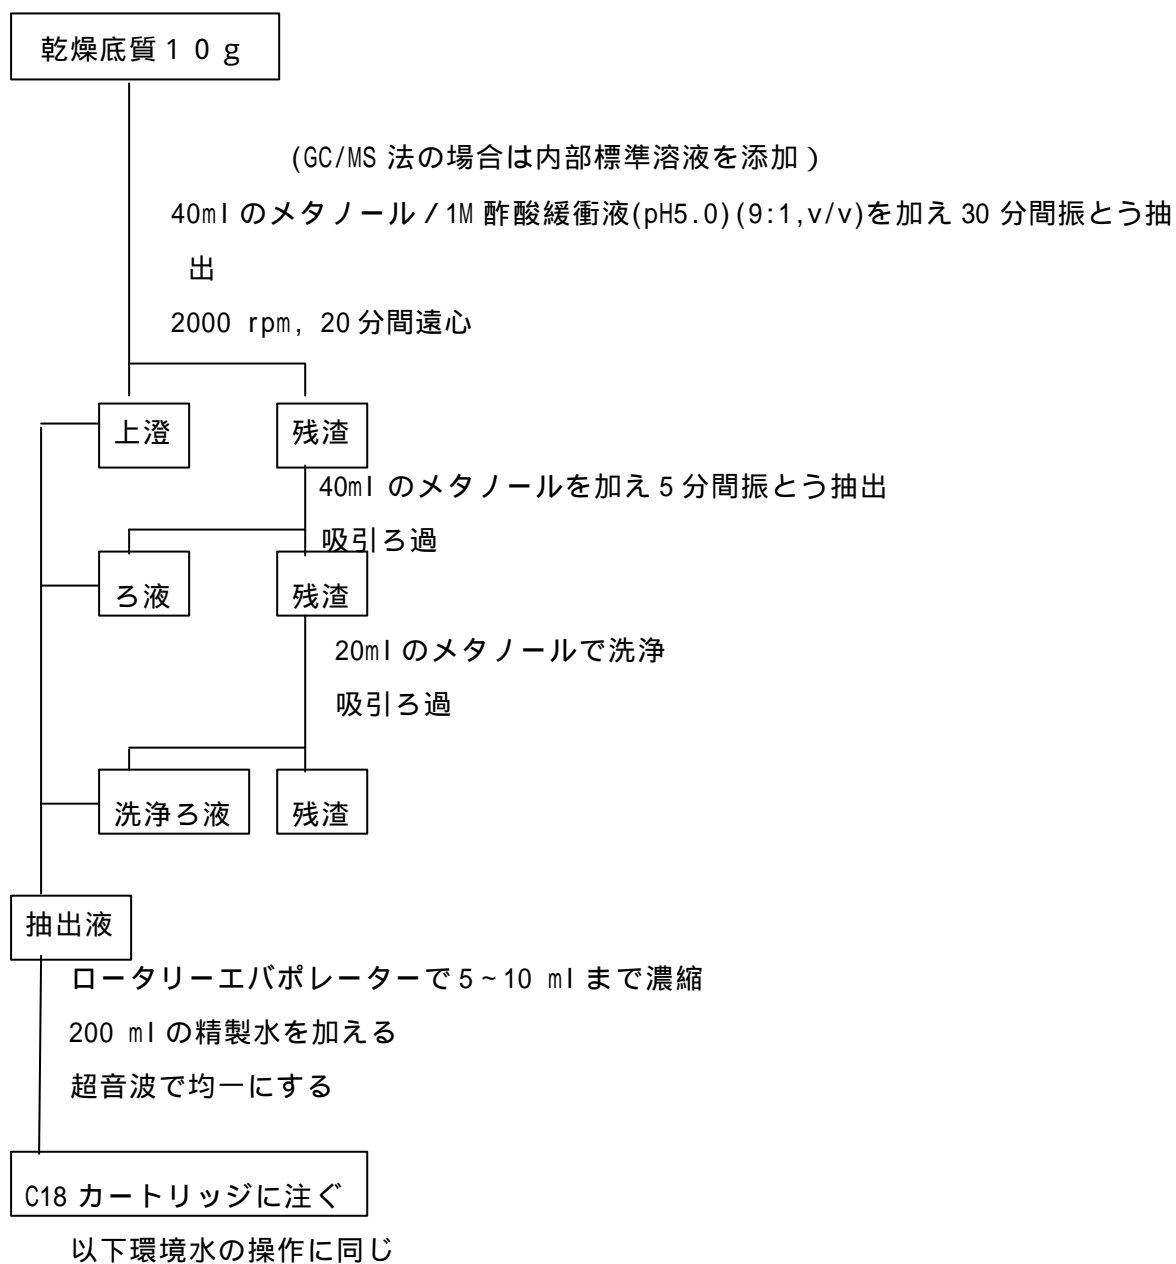 乾燥底質１０ｇ
(GC/MS 法の場合は内部標準溶液を添加）
40ml のメタノール／1M 酢酸緩衝液(pH5.0)(9:1,v/v)を加え 30 分間振とう抽
出
2000 rpm, 20 分間遠心
上澄 残渣
40ml のメタノールを加え 5 分間振とう抽出
吸引ろ過
ろ液 残渣
20ml のメタノールで洗浄
吸引ろ過
洗浄ろ液 残渣
抽出液
ロータリーエバポレーターで 5~10 ml まで濃縮
200 ml の精製水を加える
超音波で均一にする
C18 カートリッジに注ぐ
以下環境水の操作に同じ